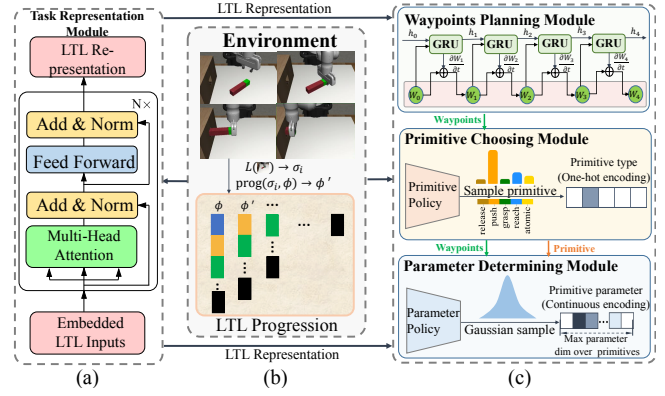 Task Representation
Module
LTL Re-
presentation
N×
Add & Norm
Feed Forward
Add & Norm
Multi-Head
Attention
Embedded
LTL Inputs
(a)
LTL Representation
Environment
→ σᵢ
prog(σᵢ, ϕ) → ϕ′
ϕ ϕ′ ...
...
LTL Progression
LTL Representation
(b)
Waypoints Planning Module
h₀ GRU h₁ GRU h₂ GRU h₃ GRU h₄
∂W₁ ∂W₂ ∂W₃ ∂W₄
∂t ∂t ∂t ∂t
W₀ W₁ W₂ W₃ W₄
Waypoints
Primitive Choosing Module
Primitive
Policy
Sample primitive
release
push
grasp
reach
atomic
Primitive type
(One-hot encoding)
Waypoints
Primitive
Parameter Determining Module
Parameter
Policy
Gaussian sample
Primitive parameter
(Continuous encoding)
...
Max parameter
dim over primitives
(c)